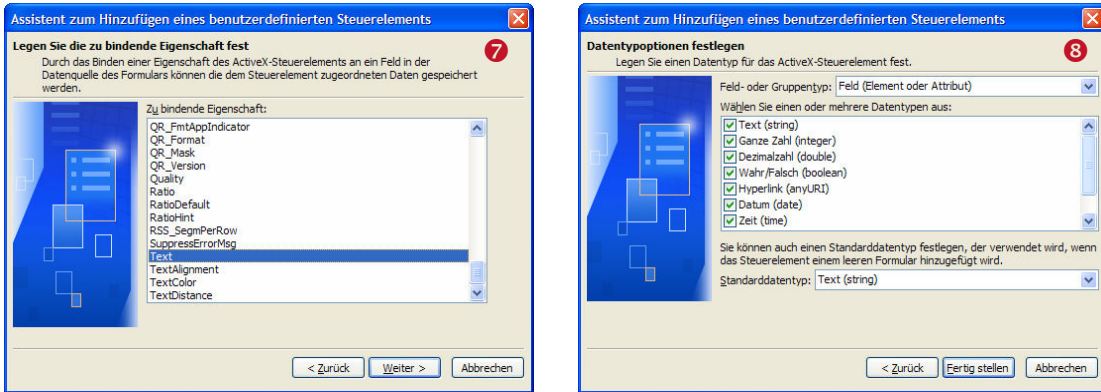 Assistent zum Hinzufügen eines benutzerdefinierten Steuerelements
Legen Sie die zu bindende Eigenschaft fest
7
Durch das Binden einer Eigenschaft des ActiveX-Steuerelements an ein Feld in der
Datenquelle des Formulars können die dem Steuerelement zugeordneten Daten gespeichert
werden.
Zu bindende Eigenschaft:
QR_FmtAppIndicator
QR_Format
QR_Mask
QR_Version
Quality
Ratio
RatioDefault
RatioHint
RSS_SegmPerRow
SuppressErrorMsg
Text
TextAlignment
TextColor
TextDistance
< Zurück
Weiter >
Abbrechen
Assistent zum Hinzufügen eines benutzerdefinierten Steuerelements
Datentypoptionen festlegen
8
Legen Sie einen Datentyp für das ActiveX-Steuerelement fest.
Feld- oder Gruppentyp: Feld (Element oder Attribut)
Wählen Sie einen oder mehrere Datentypen aus:
Text (string)
Ganze Zahl (integer)
Dezimalzahl (double)
Wahr/Falsch (boolean)
Hyperlink (anyURI)
Datum (date)
Zeit (time)
Sie können auch einen Standarddatentyp festlegen, der verwendet wird, wenn
das Steuerelement einem leeren Formular hinzugefügt wird.
Standarddatentyp: Text (string)
< Zurück
Fertig stellen
Abbrechen